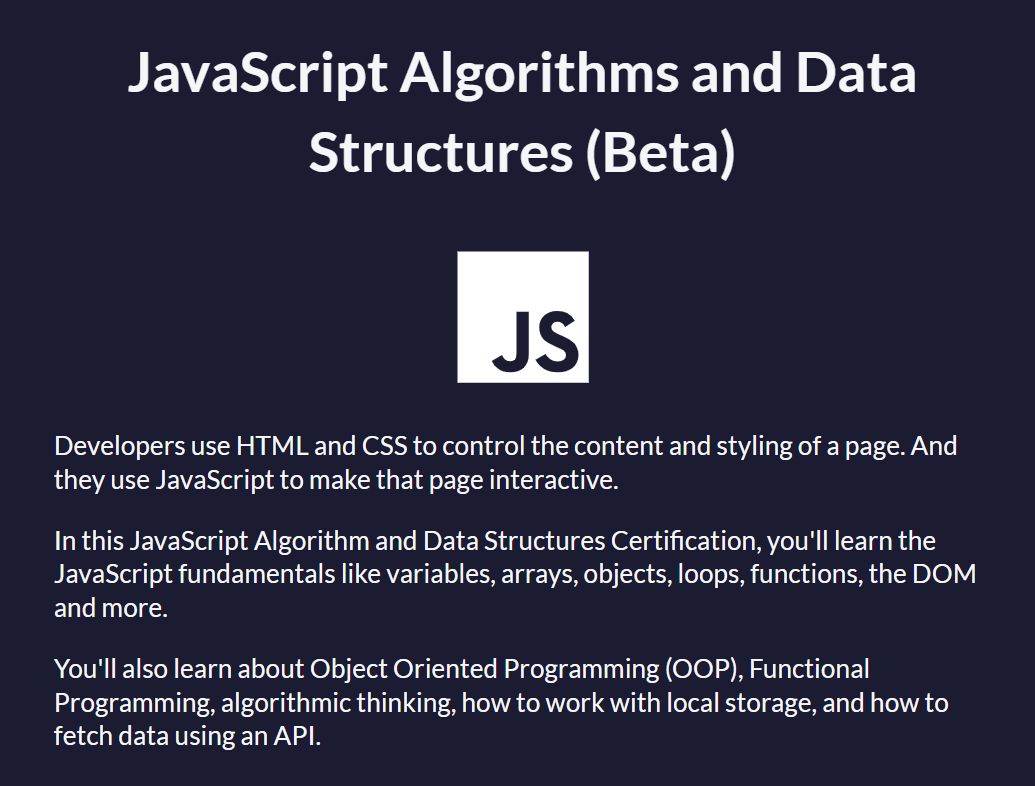 JavaScript Algorithms and Data
Structures (Beta)
JS
Developers use HTML and CSS to control the content and styling of a page. And
they use JavaScript to make that page interactive.
In this JavaScript Algorithm and Data Structures Certification, you'll learn the
JavaScript fundamentals like variables, arrays, objects, loops, functions, the DOM
and more.
You'll also learn about Object Oriented Programming (OOP), Functional
Programming, algorithmic thinking, how to work with local storage, and how to
fetch data using an API.